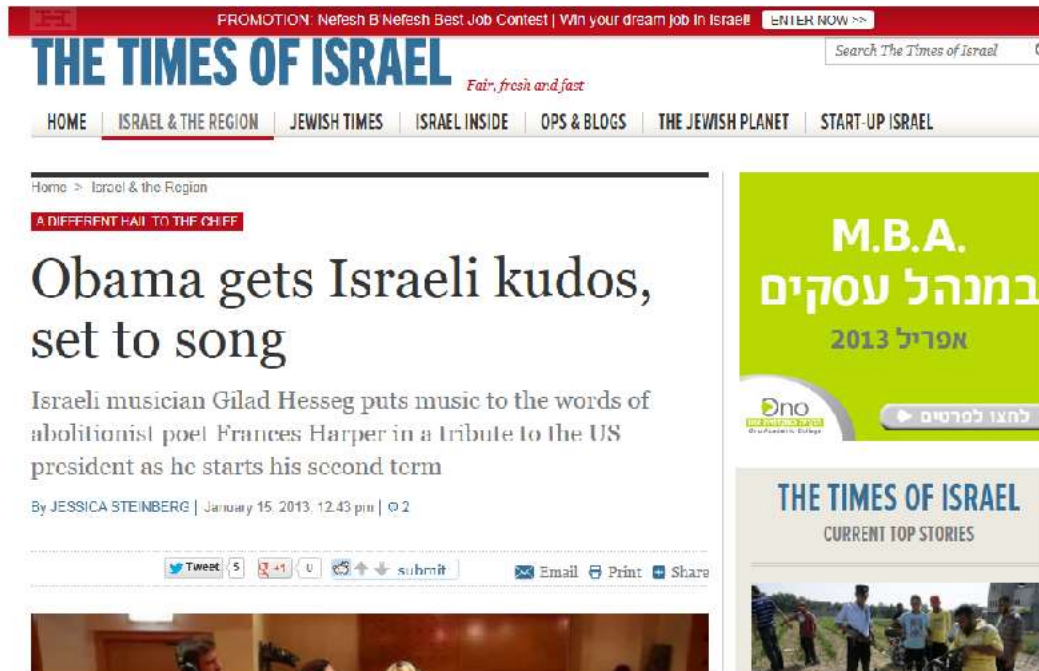 PROMOTION: Nefesh B'Nefesh Best Job Contest | Win your dream job in Israel! ENTER NOW >>
THE TIMES OF ISRAEL
Fair, fresh and fast
Search The Times of Israel
HOME
ISRAEL & THE REGION
JEWISH TIMES
ISRAEL INSIDE
OPS & BLOGS
THE JEWISH PLANET
START-UP ISRAEL
Home > Israel & the Region
A DIFFERENT HAIL TO THE CHIEF
Obama gets Israeli kudos,
set to song
Israeli musician Gilad Hesseg puts music to the words of
abolitionist poet Frances Harper in a tribute to the US
president as he starts his second term
By JESSICA STEINBERG | January 15, 2013, 12:43 pm | 2
Tweet 5
+1 0
submit
Email
Print
Share
M.B.A.
במנהל עסקים
אפריל 2013
Ono
הקריה האקדמית אונו
Ono Academic College
לחצו לפרטים
THE TIMES OF ISRAEL
CURRENT TOP STORIES